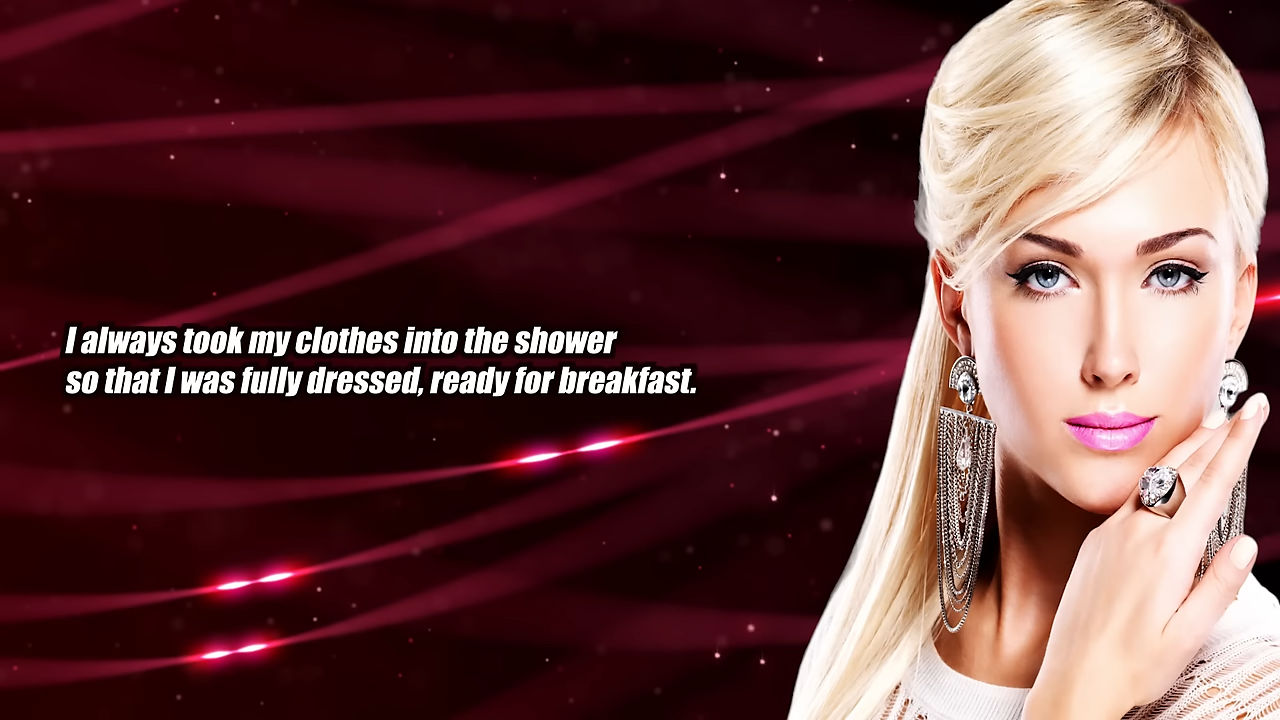 I always took my clothes into the shower
so that I was fully dressed, ready for breakfast.